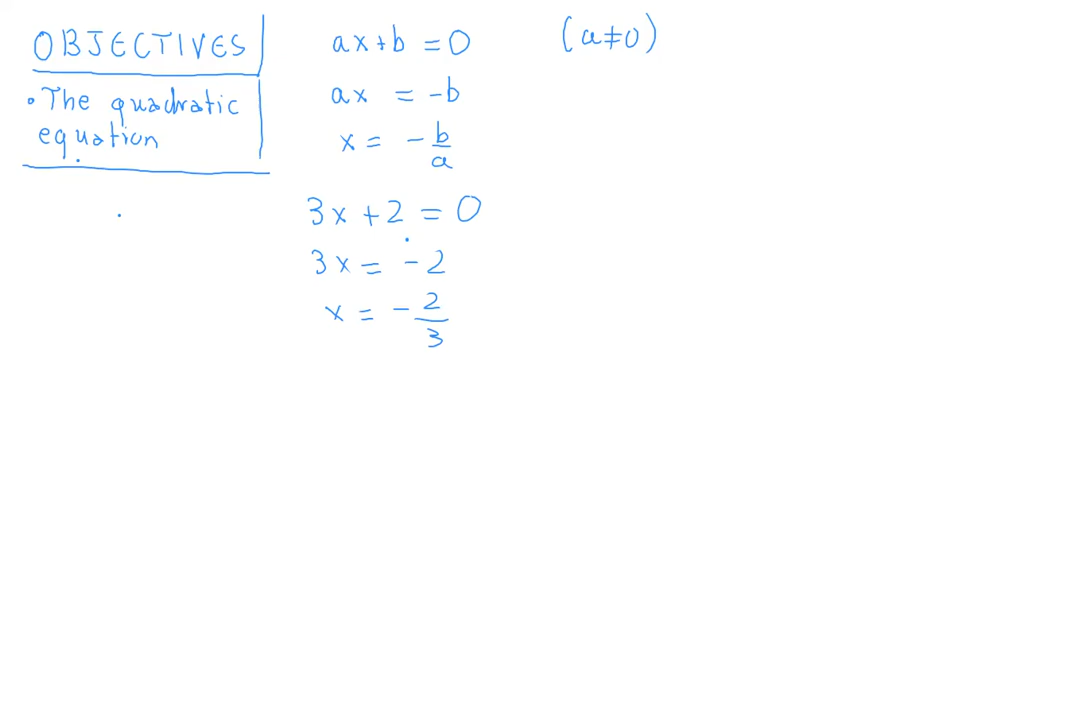 OBJECTIVES
• The quadratic
equation
ax+b = 0 (a≠0)
ax = -b
x = - b/a
3x + 2 = 0
3x = - 2
x = - 2/3